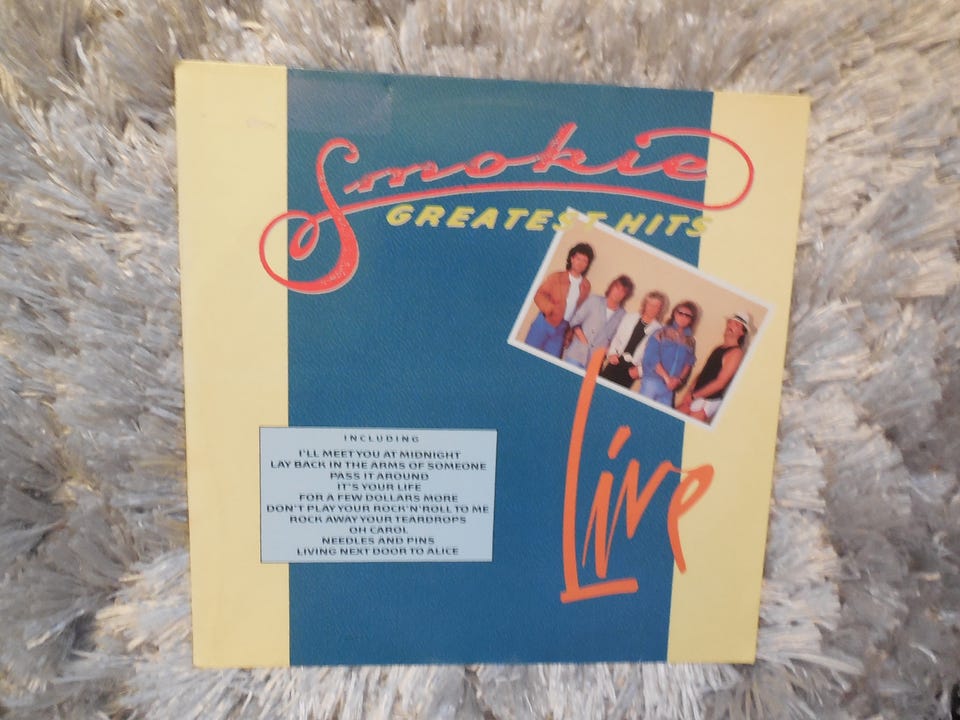 Smokie
GREATEST HITS
Live
INCLUDING
I'LL MEET YOU AT MIDNIGHT
LAY BACK IN THE ARMS OF SOMEONE
PASS IT AROUND
IT'S YOUR LIFE
FOR A FEW DOLLARS MORE
DON'T PLAY YOUR ROCK'N'ROLL TO ME
ROCK AWAY YOUR TEARDROPS
OH CAROL
NEEDLES AND PINS
LIVING NEXT DOOR TO ALICE